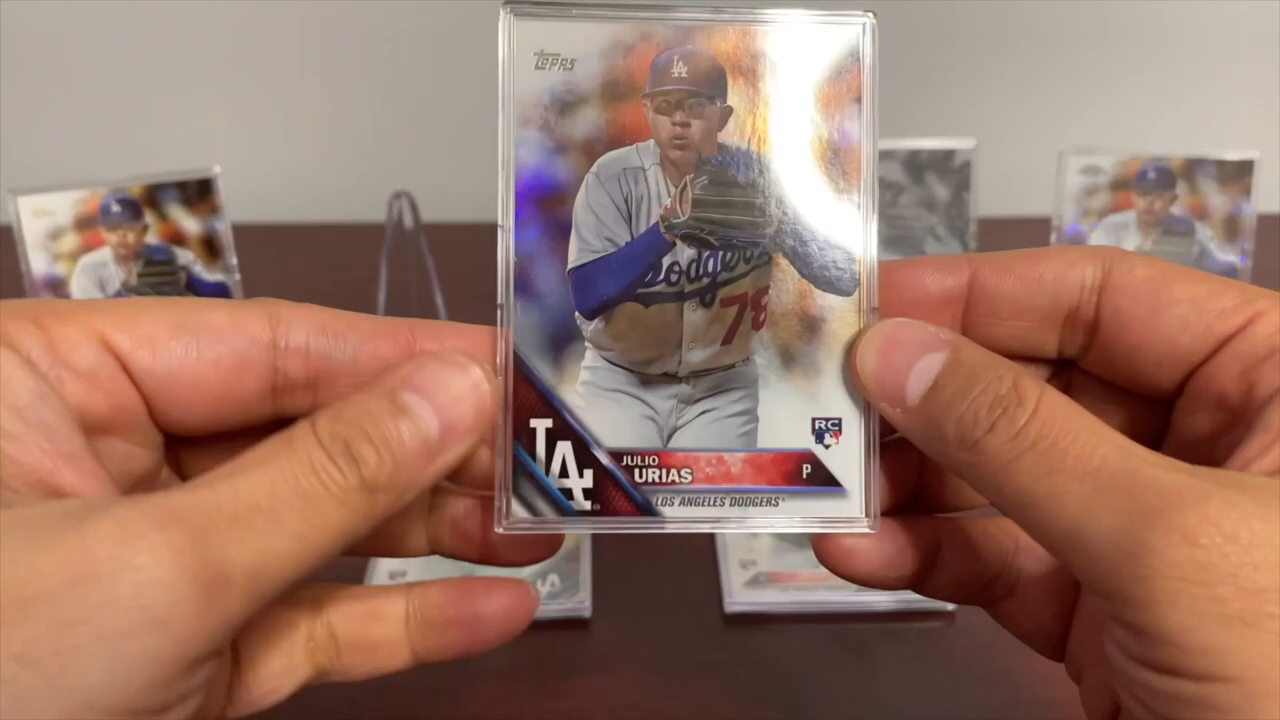 TOPPS
LA
Dodgers
78
RC
LA
JULIO
URIAS
P
LOS ANGELES DODGERS